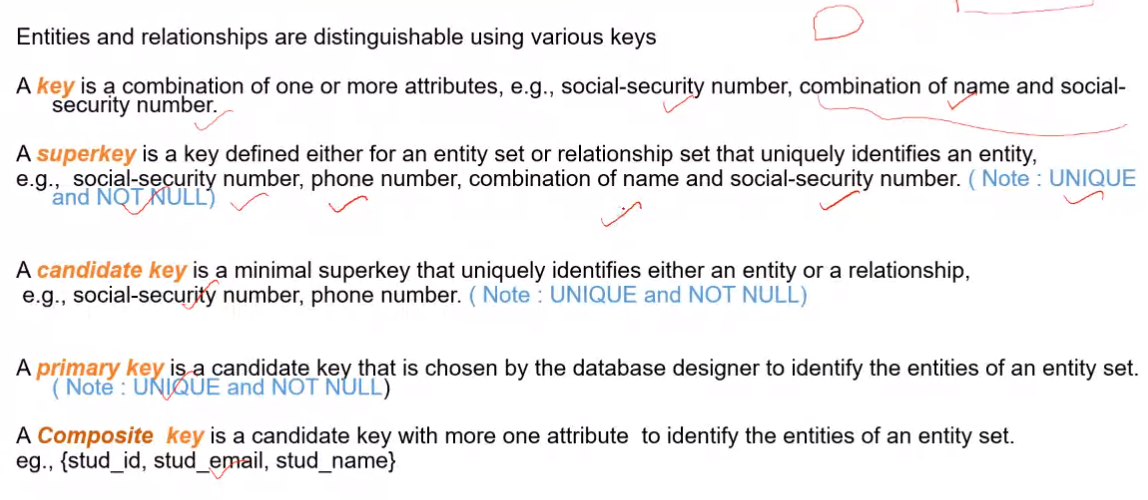 Entities and relationships are distinguishable using various keys
A key is a combination of one or more attributes, e.g., social-security number, combination of name and social-
security number.
A superkey is a key defined either for an entity set or relationship set that uniquely identifies an entity,
e.g., social-security number, phone number, combination of name and social-security number. ( Note : UNIQUE
and NOT NULL)
A candidate key is a minimal superkey that uniquely identifies either an entity or a relationship,
e.g., social-security number, phone number. ( Note : UNIQUE and NOT NULL)
A primary key is a candidate key that is chosen by the database designer to identify the entities of an entity set.
( Note : UNIQUE and NOT NULL)
A Composite key is a candidate key with more one attribute to identify the entities of an entity set.
eg., {stud_id, stud_email, stud_name}